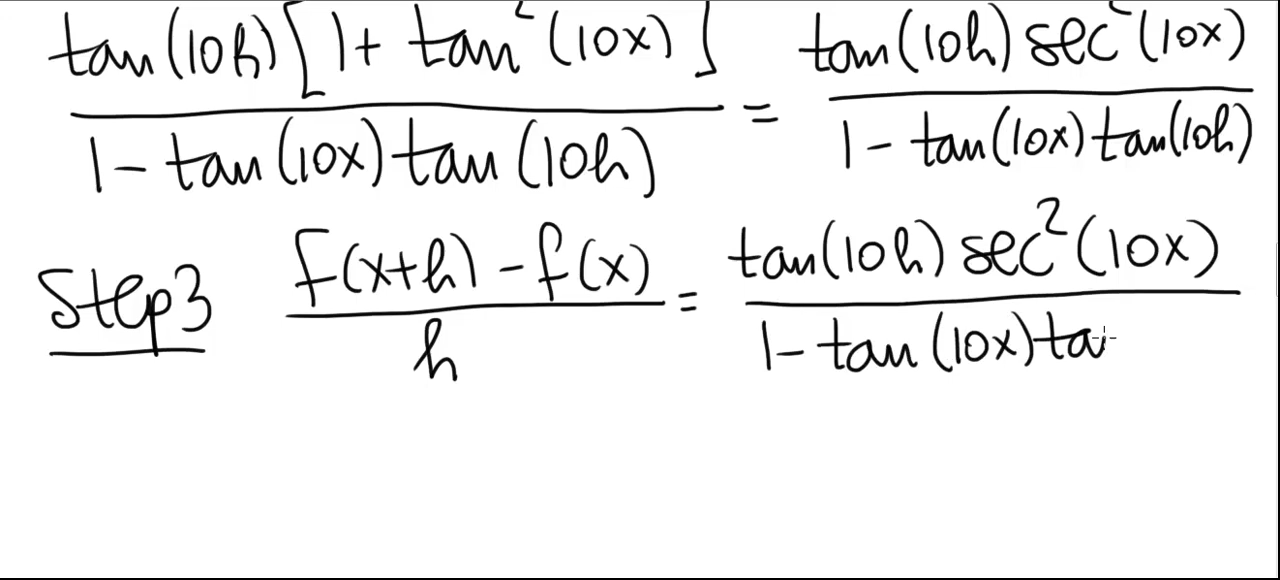 tan(10h)[1+ tan²(10x)] / 1- tan(10x)tan(10h) = tan(10h) sec²(10x) / 1- tan(10x)tan(10h)
Step3 f(x+h) - f(x) / h = tan(10h) sec²(10x) / 1- tan(10x)ta